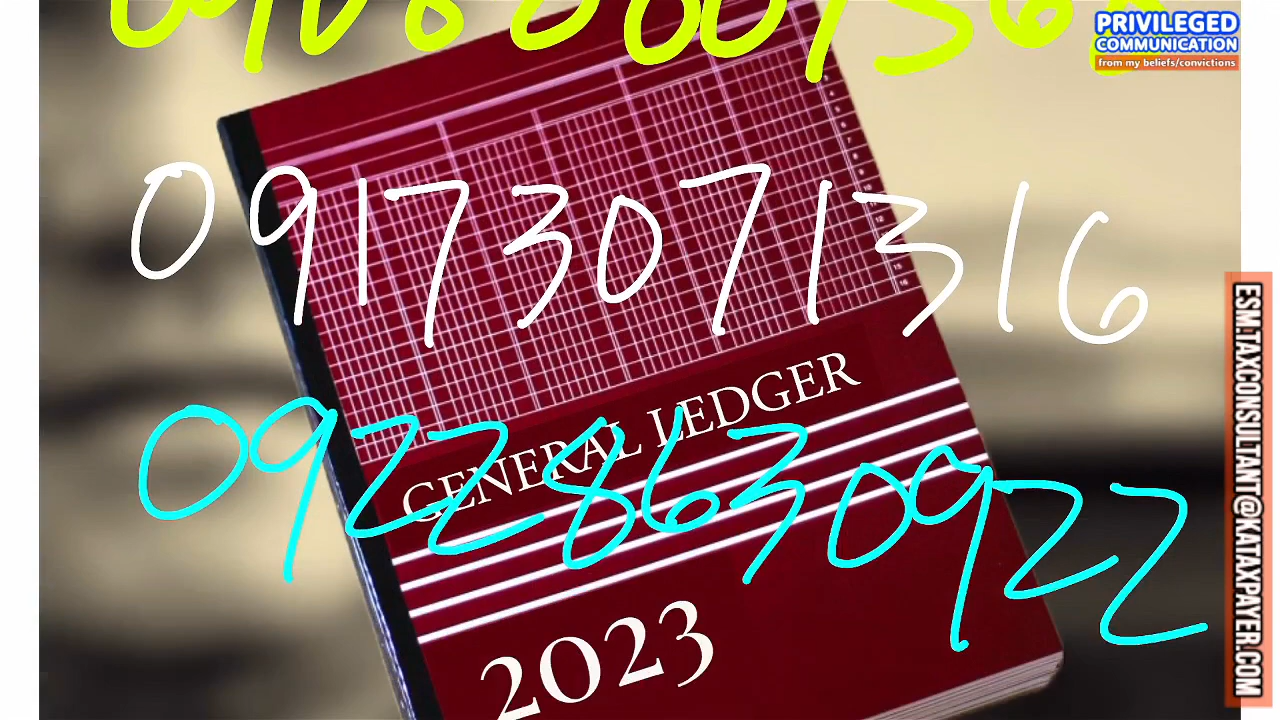 PRIVILEGED
COMMUNICATION
from my beliefs/convictions
09173071316
GENERAL LEDGER
09228630922
2023
ESM.TAXCONSULTANT@KATAXPAYER.COM